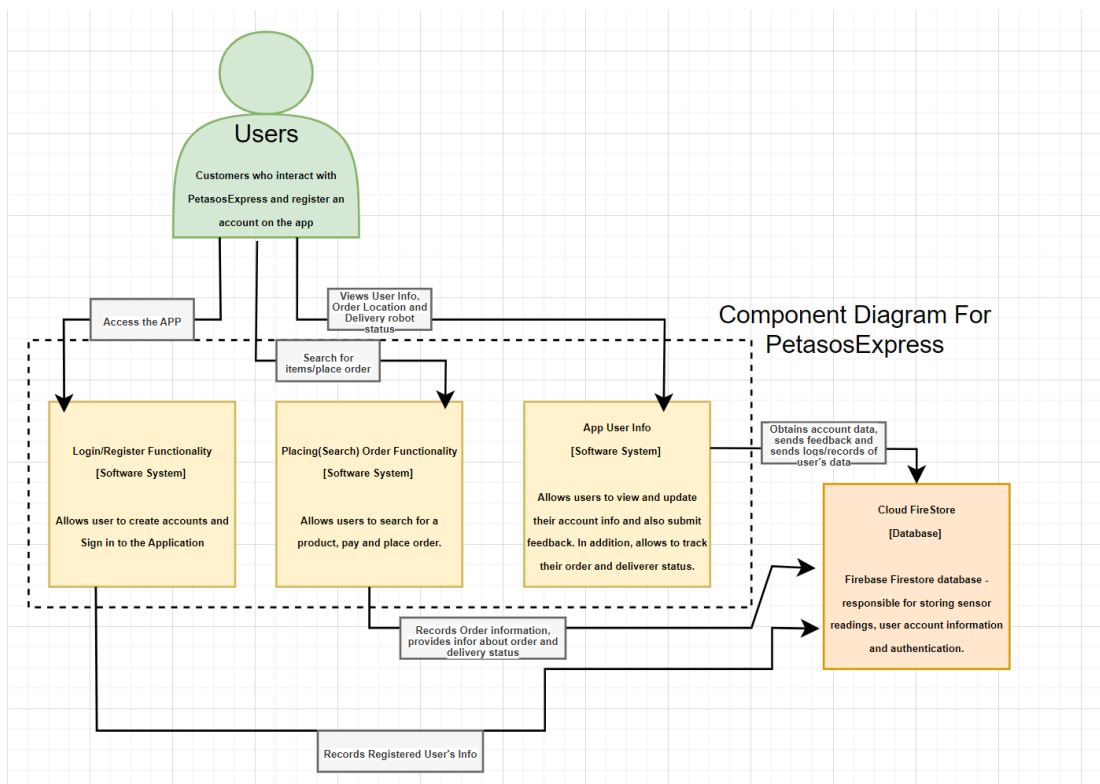 Users
Customers who interact with
PetasosExpress and register an
account on the app
Access the APP
Views User Info,
Order Location and
Delivery robot
status
Search for
items/place order
Component Diagram For
PetasosExpress
Login/Register Functionality
[Software System]
Allows user to create accounts and
Sign in to the Application
Placing(Search) Order Functionality
[Software System]
Allows users to search for a
product, pay and place order.
App User Info
[Software System]
Allows users to view and update
their account info and also submit
feedback. In addition, allows to track
their order and deliverer status.
Obtains account data,
sends feedback and
sends logs/records of
user's data
Cloud FireStore
[Database]
Firebase Firestore database -
responsible for storing sensor
readings, user account information
and authentication.
Records Order information,
provides infor about order and
delivery status
Records Registered User's Info